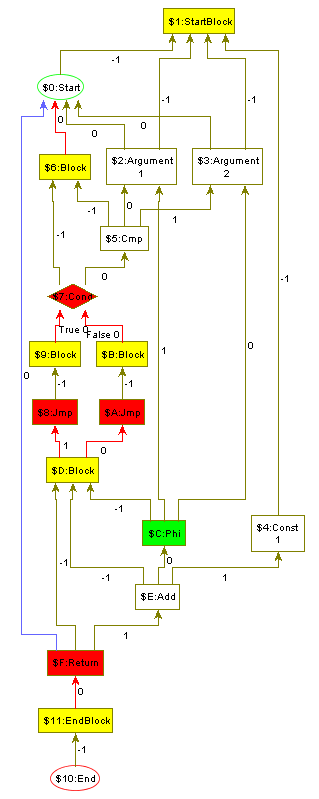 $1:StartBlock
-1
$0:Start
-1
-1
0
0
0
$6:Block
$2:Argument
1
$3:Argument
2
-1
0
1
$5:Cmp
-1
0
-1
$7:Cond
True 0
False 0
$9:Block
$B:Block
1
0
-1
-1
0
$8:Jmp
$A:Jmp
1
0
$D:Block
-1
$C:Phi
$4:Const
1
-1
-1
0
1
$E:Add
1
$F:Return
0
$11:EndBlock
-1
$10:End